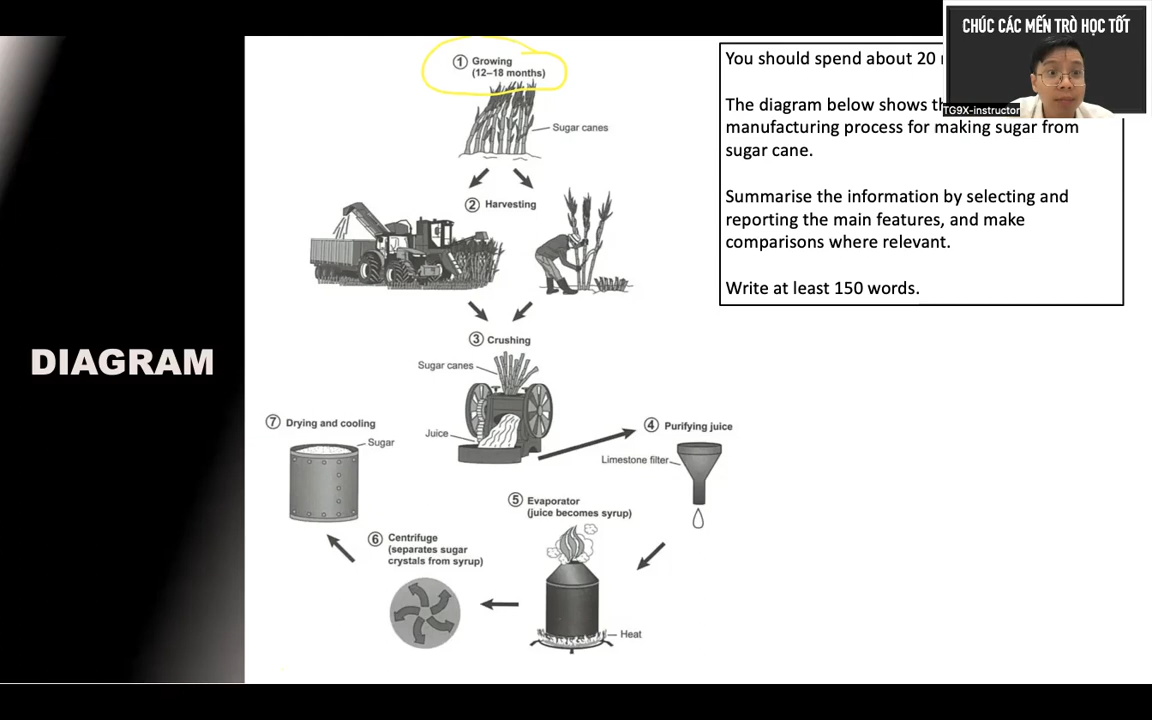 DIAGRAM
① Growing
(12–18 months)
Sugar canes
② Harvesting
③ Crushing
Sugar canes
Juice
④ Purifying juice
Limestone filter
⑤ Evaporator
(juice becomes syrup)
Heat
⑥ Centrifuge
(separates sugar
crystals from syrup)
⑦ Drying and cooling
Sugar
You should spend about 20
The diagram below shows
manufacturing process for making sugar from
sugar cane.
Summarise the information by selecting and
reporting the main features, and make
comparisons where relevant.
Write at least 150 words.
CHÚC CÁC MẾN TRÒ HỌC TỐT
TG9X-instructor